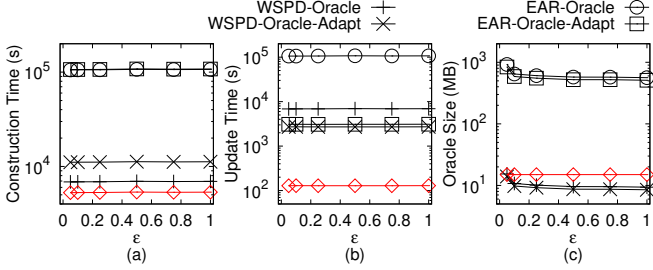 WSPD-Oracle
WSPD-Oracle-Adapt
EAR-Oracle
EAR-Oracle-Adapt
Construction Time (s)
10^5
10^4
0 0.2 0.4 0.6 0.8 1
ε
(a)
Update Time (s)
10^5
10^4
10^3
10^2
0 0.2 0.4 0.6 0.8 1
ε
(b)
Oracle Size (MB)
10^3
10^2
10^1
0 0.2 0.4 0.6 0.8 1
ε
(c)